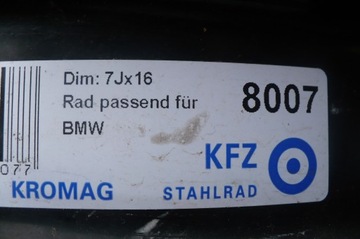 Dim: 7Jx16
Rad passend für
BMW
8007
077
KFZ
KROMAG
STAHLRAD